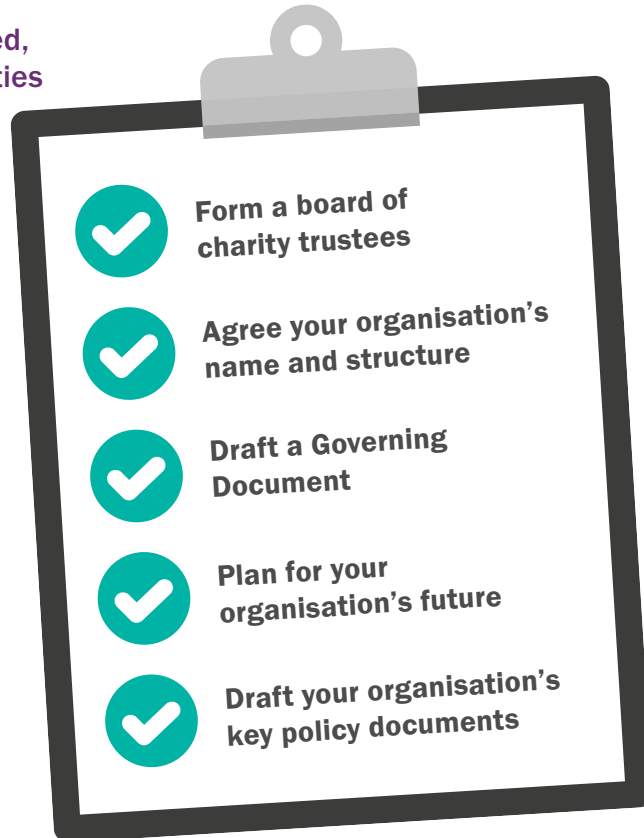 ed,
ties
Form a board of
charity trustees
Agree your organisation’s
name and structure
Draft a Governing
Document
Plan for your
organisation’s future
Draft your organisation’s
key policy documents